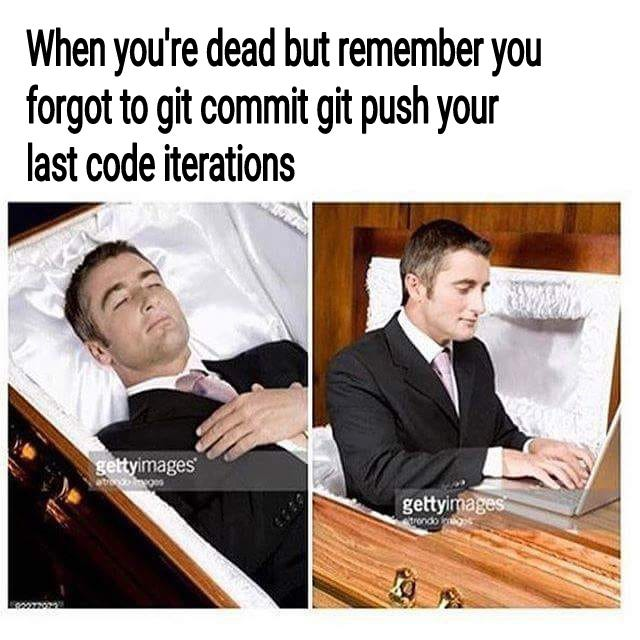 When you're dead but remember you
forgot to git commit git push your
last code iterations
gettyimages®
gettyimages®